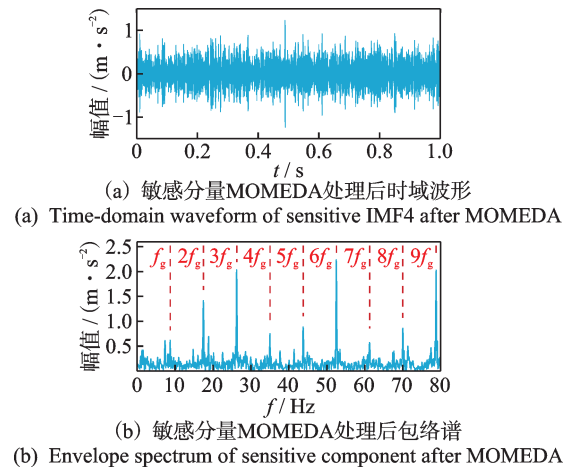 幅值 / (m·s⁻²)
1
0
−1
0 0.2 0.4 0.6 0.8 1.0
t / s
(a) 敏感分量MOMEDA处理后时域波形
(a) Time-domain waveform of sensitive IMF4 after MOMEDA
幅值 / (m·s⁻²)
2.5
2.0
1.5
1.0
0.5
fg 2fg 3fg 4fg 5fg 6fg 7fg 8fg 9fg
0 10 20 30 40 50 60 70 80
f / Hz
(b) 敏感分量MOMEDA处理后包络谱
(b) Envelope spectrum of sensitive component after MOMEDA